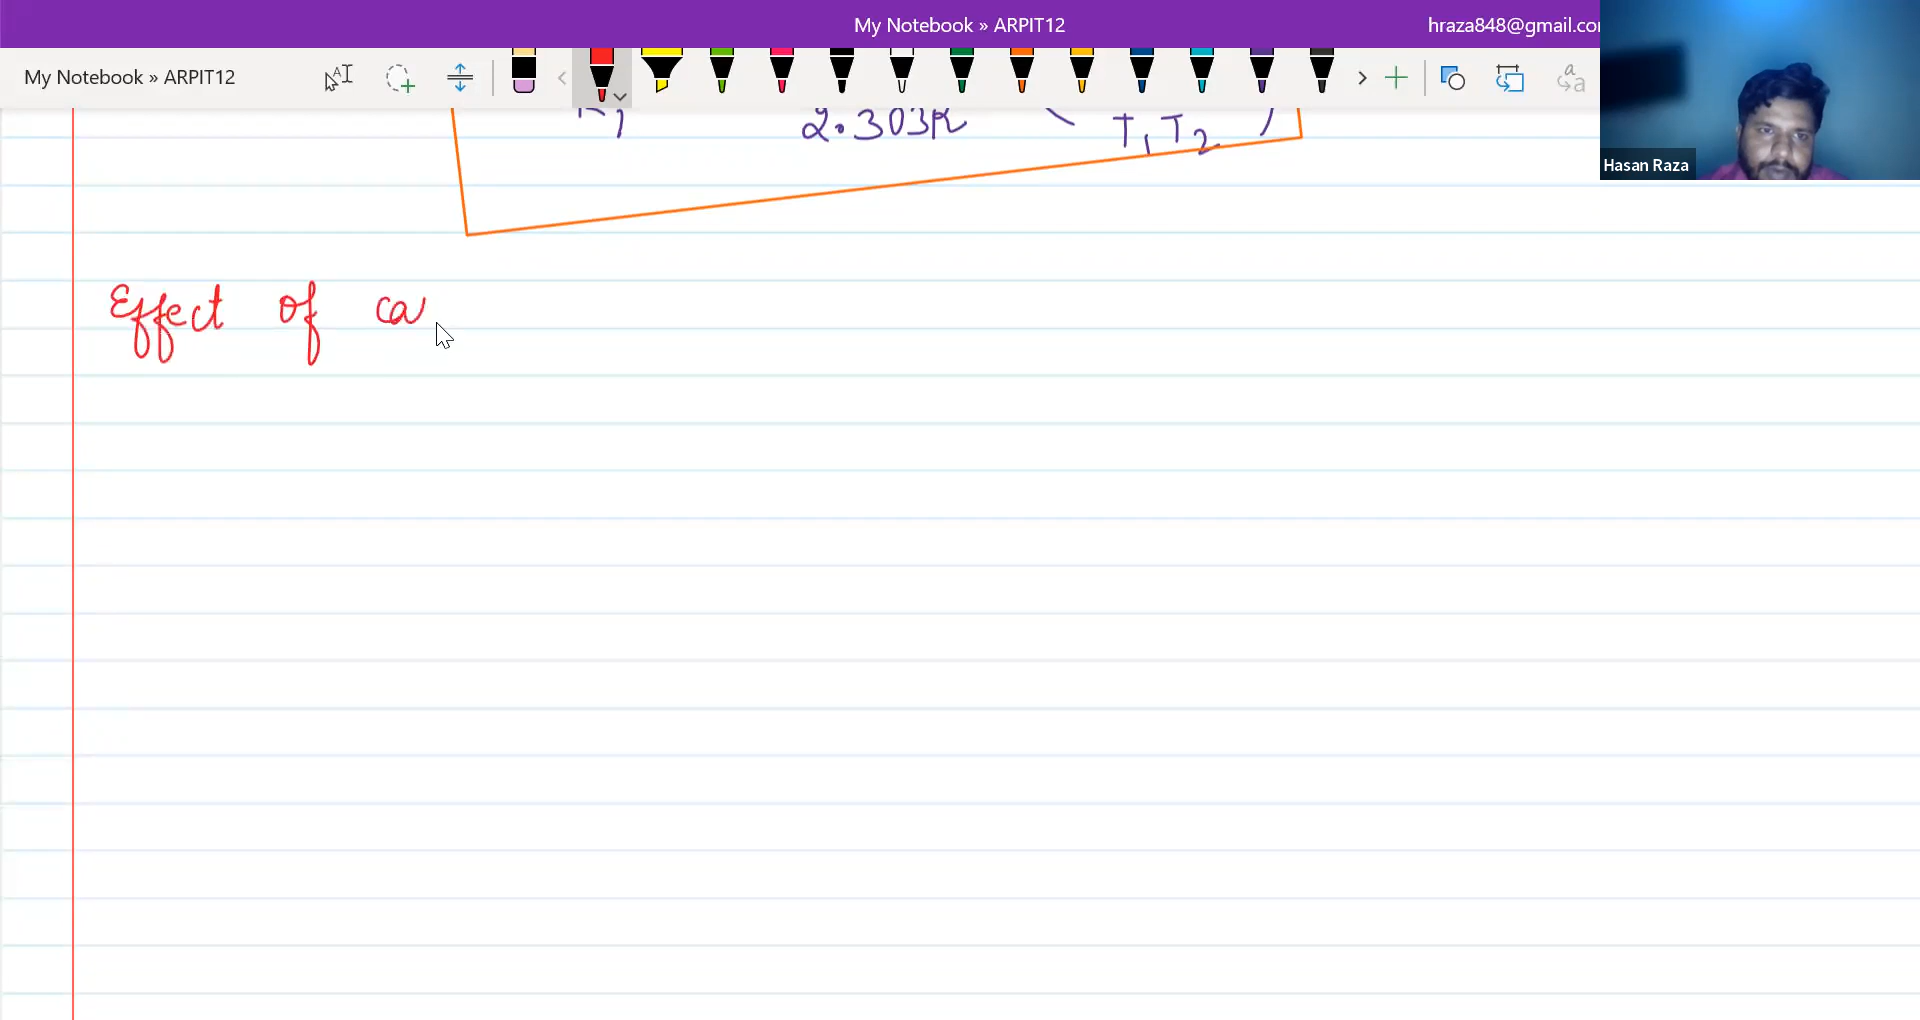 My Notebook » ARPIT12
hraza848@gmail.co
My Notebook » ARPIT12
Hasan Raza
2.303R
T₁T₂
Effect of ca